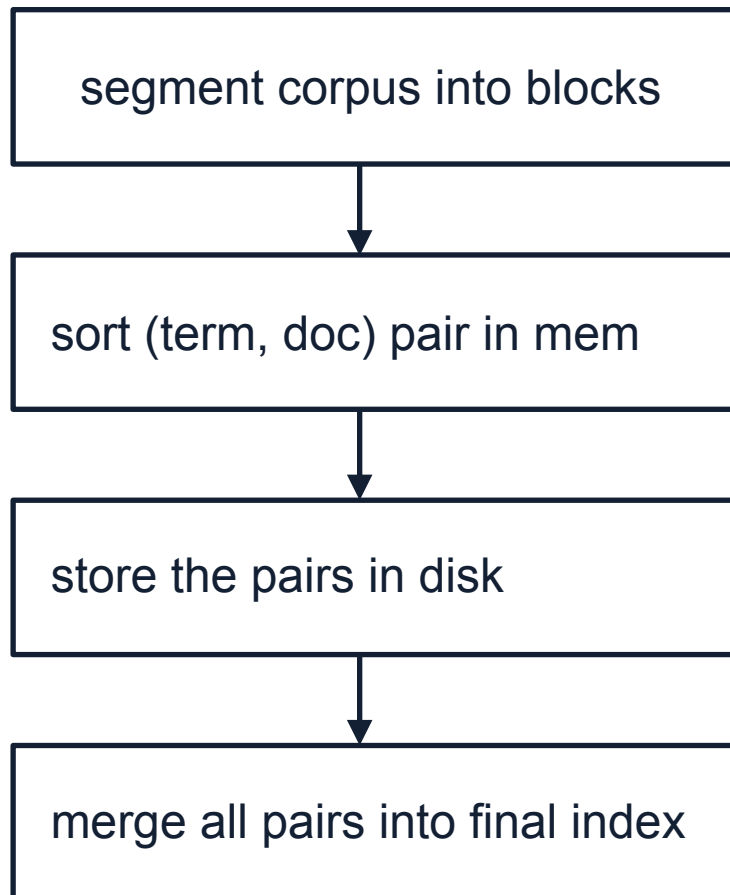 segment corpus into blocks
sort (term, doc) pair in mem
store the pairs in disk
merge all pairs into final index